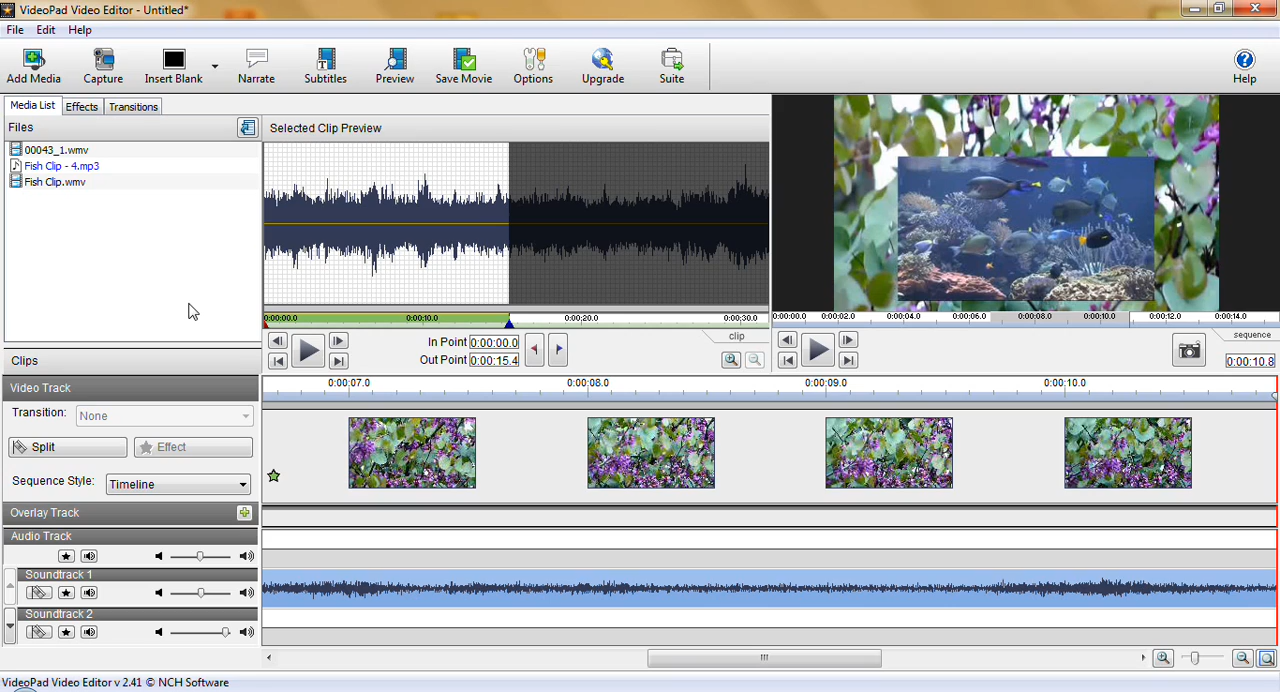 VideoPad Video Editor - Untitled*
File Edit Help
Add Media Capture Insert Blank Narrate Subtitles Preview Save Movie Options Upgrade Suite Help
Media List Effects Transitions
Files
Selected Clip Preview
00043_1.wmv
Fish Clip - 4.mp3
Fish Clip.wmv
0:00:00.0 0:00:10.0 0:00:20.0 0:00:30.0
0:00:00.0 0:00:02.0 0:00:04.0 0:00:06.0 0:00:08.0 0:00:10.0 0:00:12.0 0:00:14.0
clip
sequence
In Point 0:00:00.0
Out Point 0:00:15.4
0:00:10.8
Clips
Video Track
0:00:07.0 0:00:08.0 0:00:09.0 0:00:10.0
Transition: None
Split Effect
Sequence Style: Timeline
Overlay Track
Audio Track
Soundtrack 1
Soundtrack 2
VideoPad Video Editor v 2.41 © NCH Software